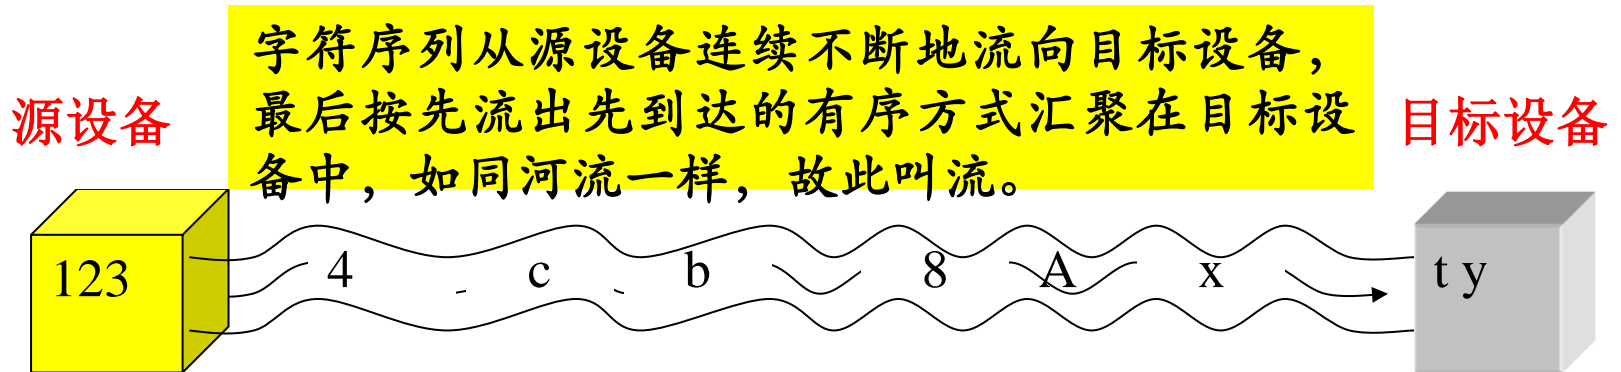 字符序列从源设备连续不断地流向目标设备，
最后按先流出先到达的有序方式汇聚在目标设
备中，如同河流一样，故此叫流。
源设备
目标设备
123
4 c b 8 A x
t y